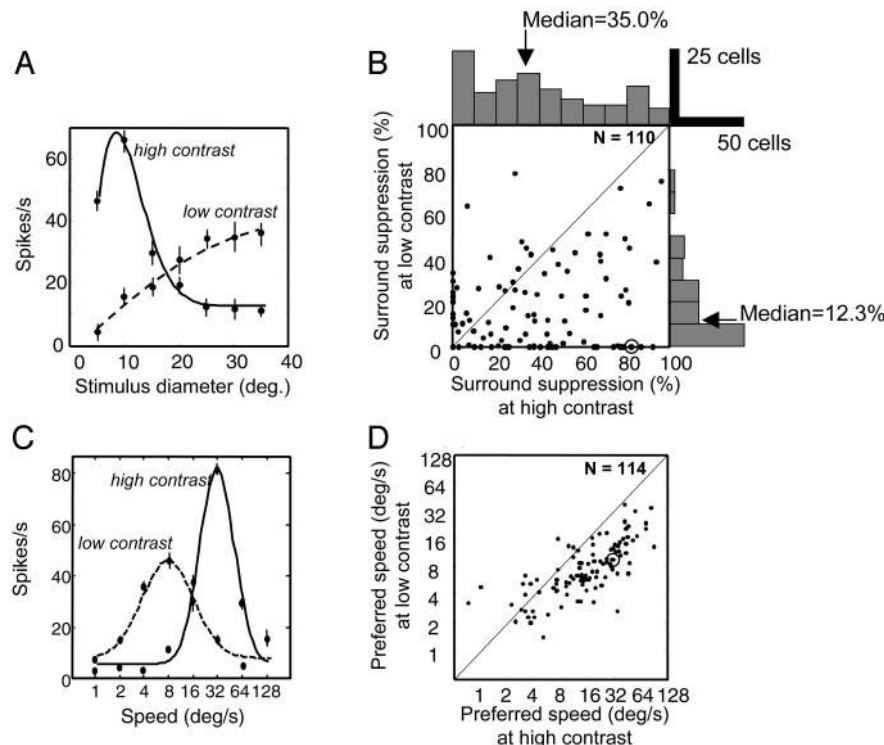 A
Spikes/s
60
40
20
0
high contrast
low contrast
0 10 20 30 40
Stimulus diameter (deg.)
B
Median=35.0%
25 cells
50 cells
N = 110
Surround suppression (%)
at low contrast
100
80
60
40
20
0
Median=12.3%
0 20 40 60 80 100
Surround suppression (%)
at high contrast
C
Spikes/s
80
60
40
20
0
high contrast
low contrast
1 2 4 8 16 32 64 128
Speed (deg/s)
D
N = 114
Preferred speed (deg/s)
at low contrast
128
64
32
16
8
4
2
1
1 2 4 8 16 32 64 128
Preferred speed (deg/s)
at high contrast